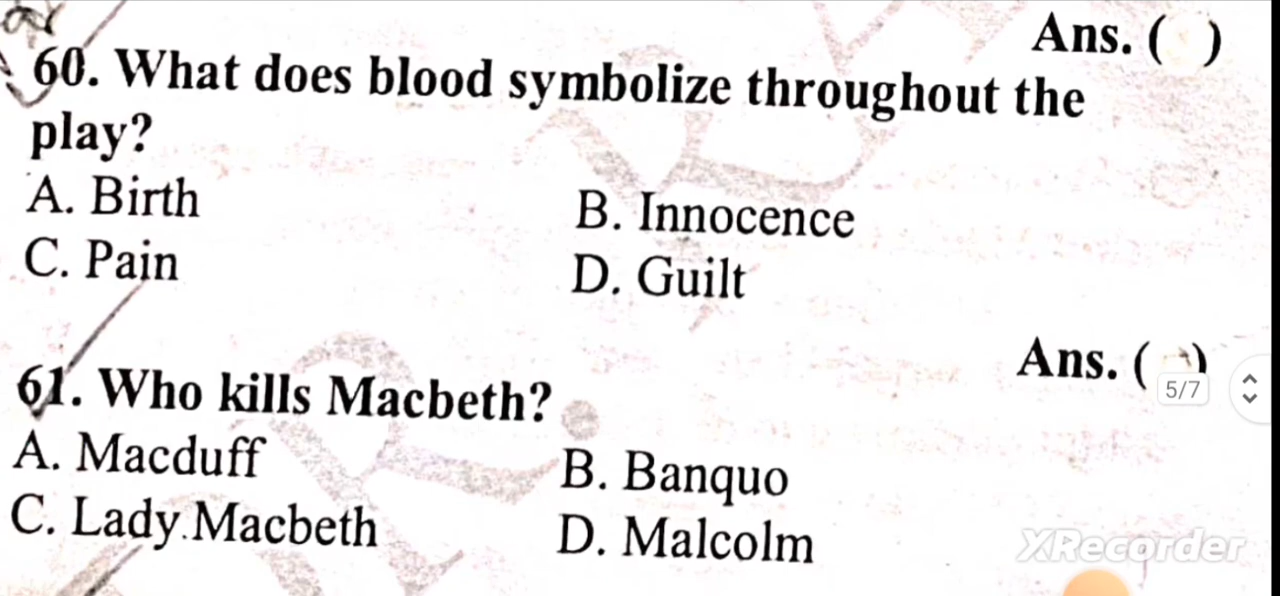 Ans. ( )
60. What does blood symbolize throughout the
play?
A. Birth
B. Innocence
C. Pain
D. Guilt
Ans. ( )
5/7
61. Who kills Macbeth?
A. Macduff
B. Banquo
C. Lady.Macbeth
D. Malcolm
XRecorder